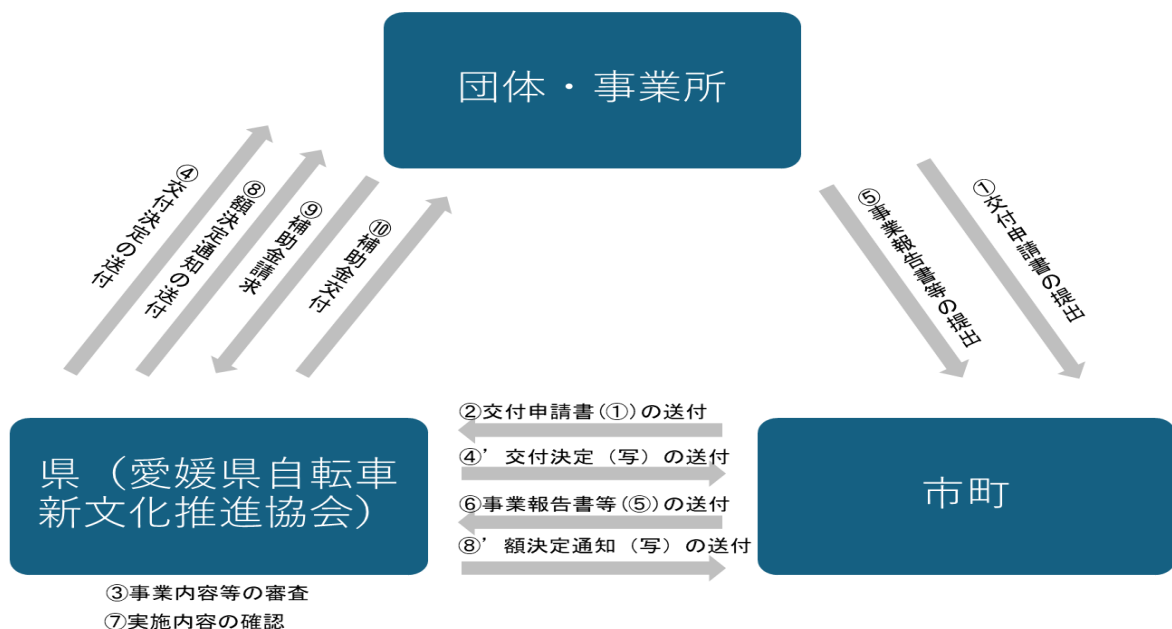 団体・事業所
④交付決定の送付
⑧額決定通知の送付
⑨補助金請求
⑩補助金交付
⑤事業報告書等の提出
①交付申請書の提出
②交付申請書(①)の送付
④’交付決定（写）の送付
⑥事業報告書等(⑤)の送付
⑧’額決定通知（写）の送付
県（愛媛県自転車
新文化推進協会）
市町
③事業内容等の審査
⑦実施内容の確認